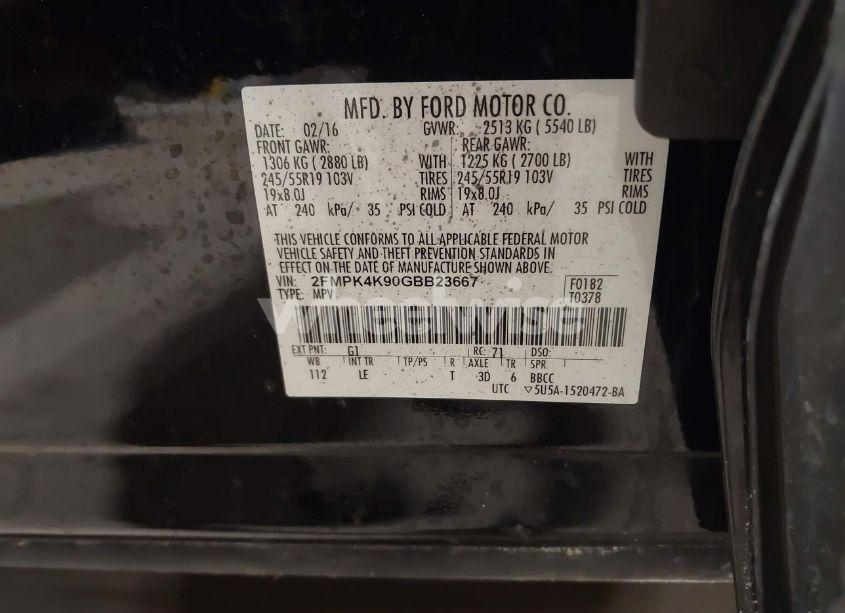 MFD. BY FORD MOTOR CO.
DATE: 02/16 GVWR: 2513 KG ( 5540 LB)
FRONT GAWR: REAR GAWR:
1306 KG ( 2880 LB) WITH 1225 KG ( 2700 LB) WITH
245/55R19 103V TIRES 245/55R19 103V TIRES
19x8.0J RIMS 19x8.0J RIMS
AT 240 kPa/ 35 PSI COLD AT 240 kPa/ 35 PSI COLD
THIS VEHICLE CONFORMS TO ALL APPLICABLE FEDERAL MOTOR
VEHICLE SAFETY AND THEFT PREVENTION STANDARDS IN
EFFECT ON THE DATE OF MANUFACTURE SHOWN ABOVE.
VIN: 2FMPK4K90GBB23667 F0182
TYPE: MPV T0378
wheelwise
EXT PNT: G1 RC: 71 DSO:
WB INT TR TP/PS R AXLE TR SPR
112 LE T 3D 6 BBCC
UTC ▽5U5A-1520472-BA